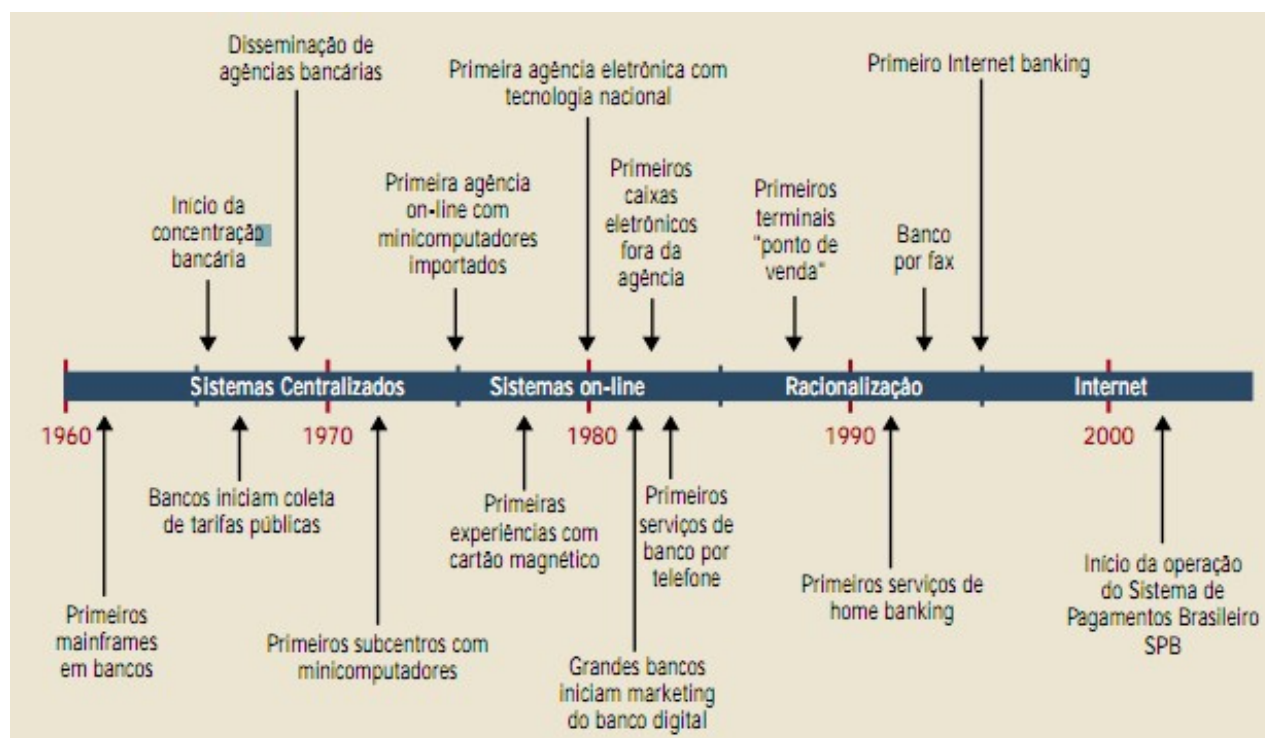 Disseminação de
agências bancárias
Primeira agência eletrônica com
tecnologia nacional
Primeiro Internet banking
Início da
concentração
bancária
Primeira agência
on-line com
minicomputadores
importados
Primeiros
caixas
eletrônicos
fora da
agência
Primeiros
terminais
"ponto de
venda"
Banco
por fax
Sistemas Centralizados
Sistemas on-line
Racionalização
Internet
1960
1970
1980
1990
2000
Bancos iniciam coleta
de tarifas públicas
Primeiras
experiências com
cartão magnético
Primeiros
serviços de
banco por
telefone
Primeiros
mainframes
em bancos
Primeiros subcentros com
minicomputadores
Grandes bancos
iniciam marketing
do banco digital
Primeiros serviços de
home banking
Início da operação
do Sistema de
Pagamentos Brasileiro
SPB